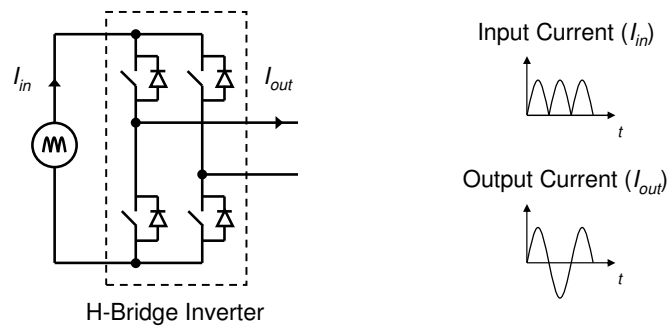 I_in
I_out
H-Bridge Inverter
Input Current (I_in)
t
Output Current (I_out)
t